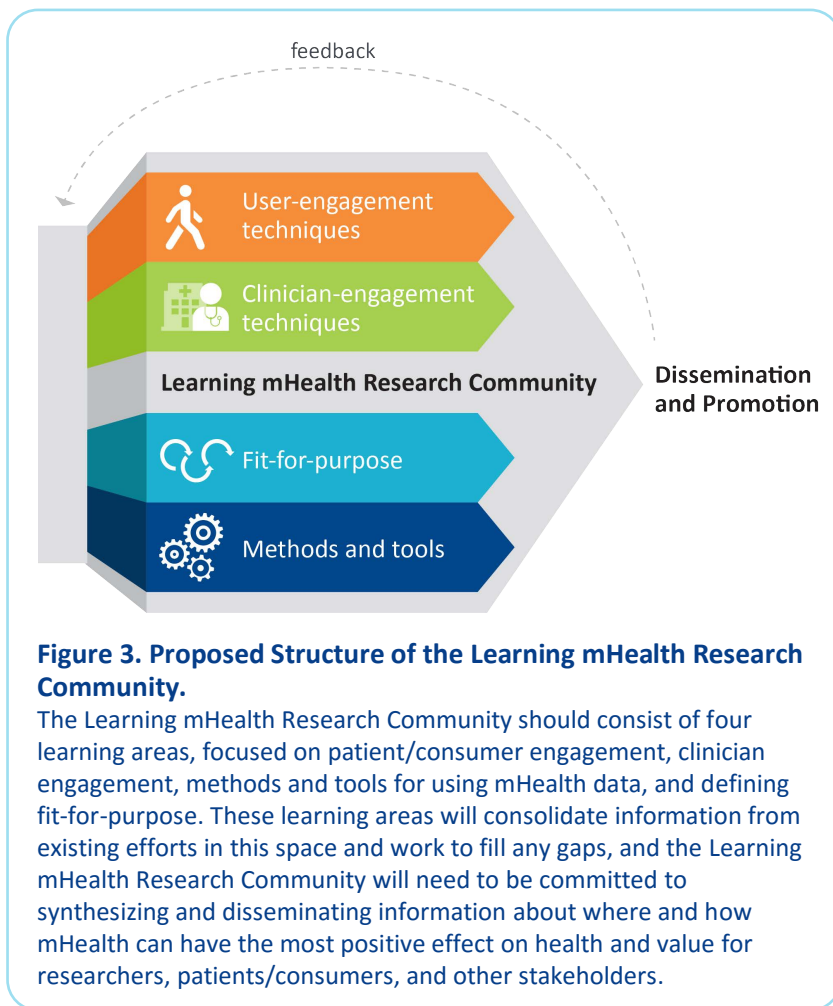 feedback
User-engagement
techniques
Clinician-engagement
techniques
Learning mHealth Research Community
Dissemination
and Promotion
Fit-for-purpose
Methods and tools
Figure 3. Proposed Structure of the Learning mHealth Research
Community.
The Learning mHealth Research Community should consist of four
learning areas, focused on patient/consumer engagement, clinician
engagement, methods and tools for using mHealth data, and defining
fit-for-purpose. These learning areas will consolidate information from
existing efforts in this space and work to fill any gaps, and the Learning
mHealth Research Community will need to be committed to
synthesizing and disseminating information about where and how
mHealth can have the most positive effect on health and value for
researchers, patients/consumers, and other stakeholders.